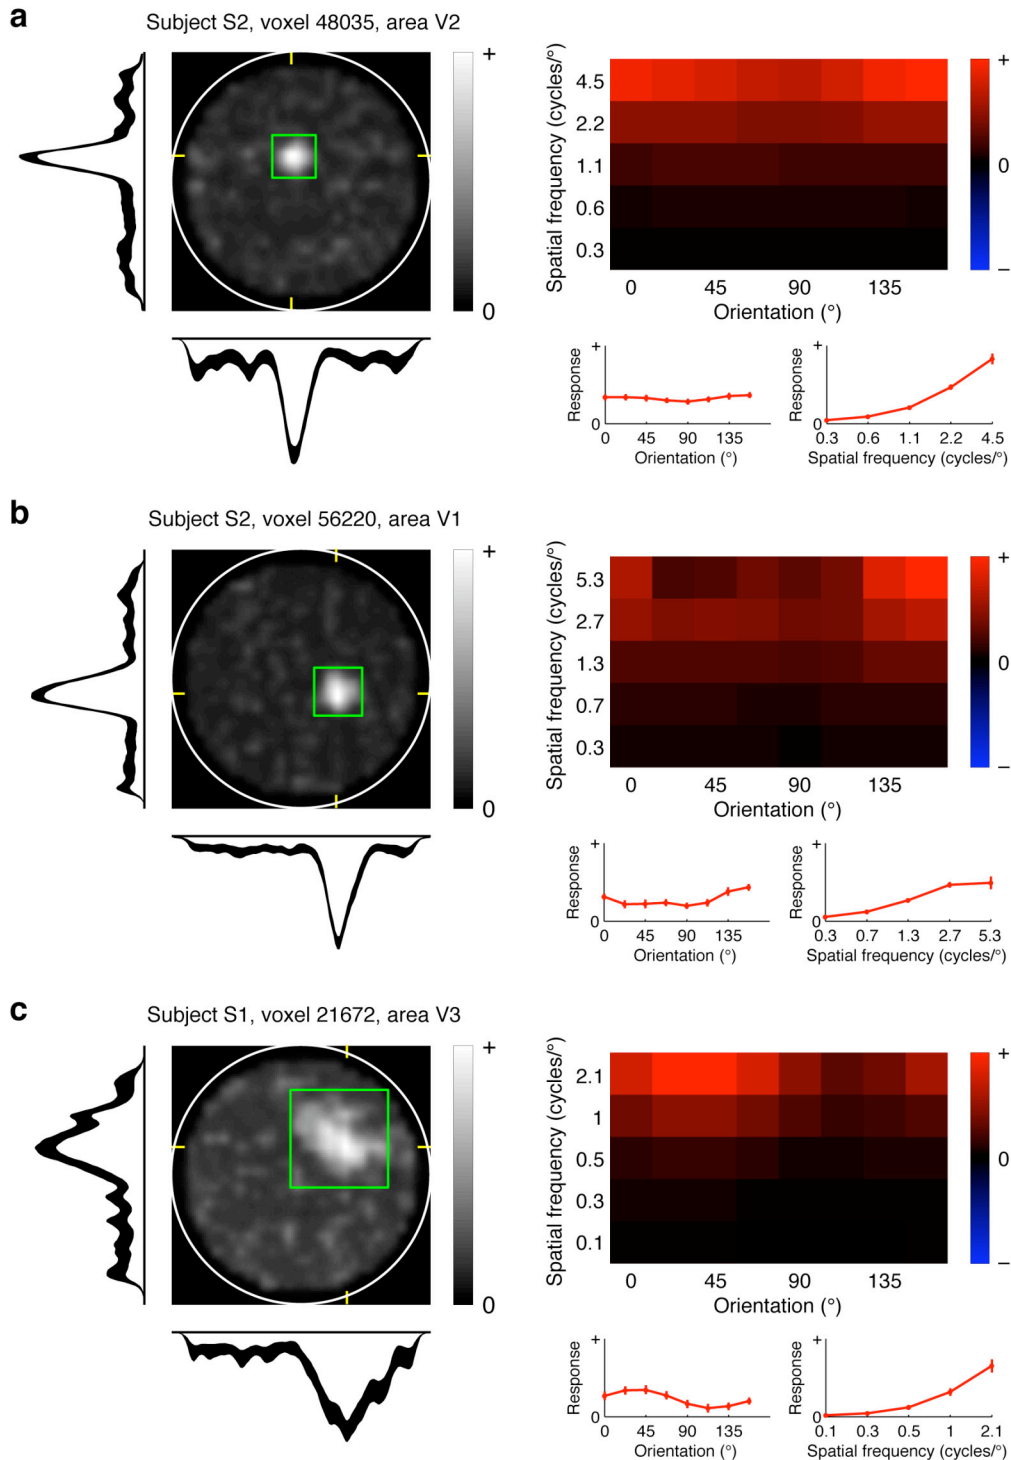 a
Subject S2, voxel 48035, area V2
+
0
Spatial frequency (cycles/°)
4.5
2.2
1.1
0.6
0.3
0 45 90 135
Orientation (°)
+
0
–
Response
+
0
0 45 90 135
Orientation (°)
Response
+
0
0.3 0.6 1.1 2.2 4.5
Spatial frequency (cycles/°)
b
Subject S2, voxel 56220, area V1
+
0
Spatial frequency (cycles/°)
5.3
2.7
1.3
0.7
0.3
0 45 90 135
Orientation (°)
+
0
–
Response
+
0
0 45 90 135
Orientation (°)
Response
+
0
0.3 0.7 1.3 2.7 5.3
Spatial frequency (cycles/°)
c
Subject S1, voxel 21672, area V3
+
0
Spatial frequency (cycles/°)
2.1
1
0.5
0.3
0.1
0 45 90 135
Orientation (°)
+
0
–
Response
+
0
0 45 90 135
Orientation (°)
Response
+
0
0.1 0.3 0.5 1 2.1
Spatial frequency (cycles/°)